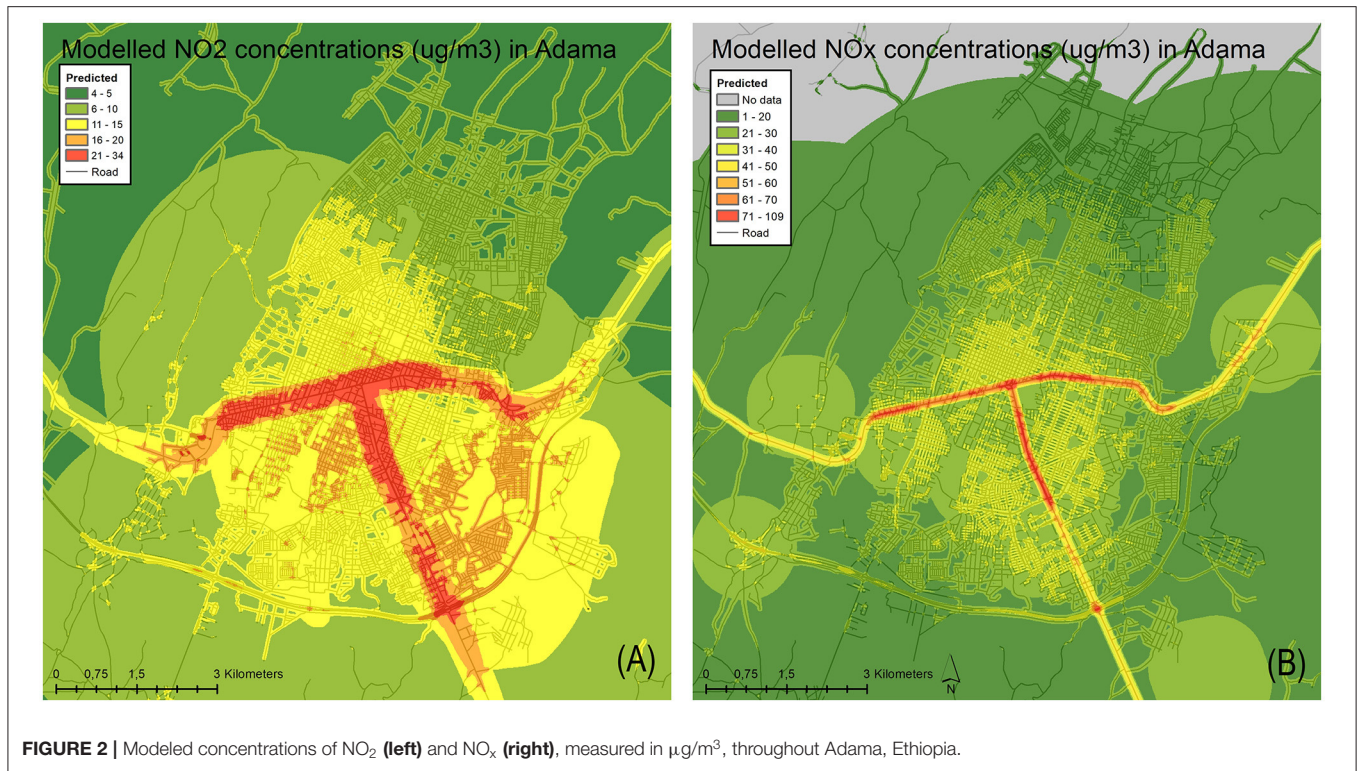 Modelled NO2 concentrations (ug/m3) in Adama
Predicted
4 - 5
6 - 10
11 - 15
16 - 20
21 - 34
Road
0 0,75 1,5 3 Kilometers
(A)
Modelled NOx concentrations (ug/m3) in Adama
Predicted
No data
1 - 20
21 - 30
31 - 40
41 - 50
51 - 60
61 - 70
71 - 109
Road
0 0,75 1,5 3 Kilometers
N
(B)
FIGURE 2 | Modeled concentrations of NO₂ (left) and NOₓ (right), measured in μg/m³, throughout Adama, Ethiopia.